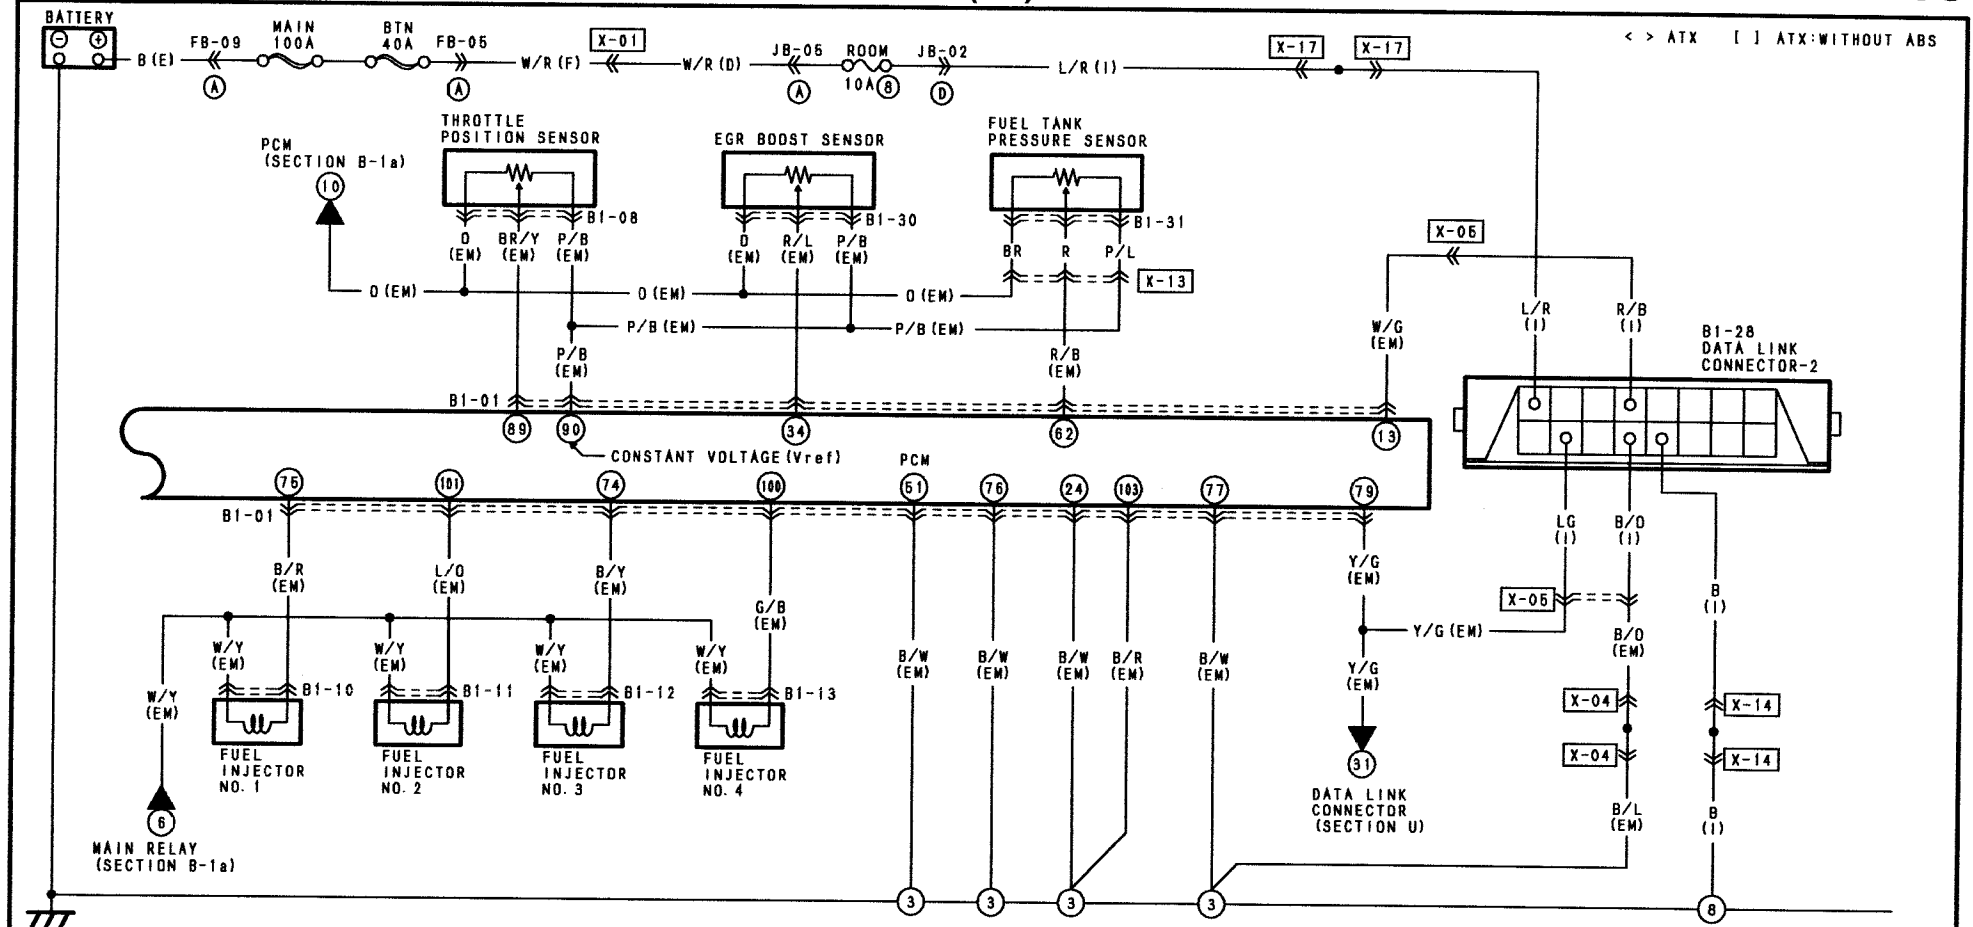 BATTERY
B(E)
FB-09
A
MAIN
100A
BTN
40A
FB-05
A
W/R(F)
X-01
W/R(D)
JB-05
A
ROOM
10A 8
JB-02
D
L/R(I)
X-17
X-17
< > ATX [ ] ATX:WITHOUT ABS
PCM
(SECTION B-1a)
10
THROTTLE
POSITION SENSOR
B1-08
O
(EM)
BR/Y
(EM)
P/B
(EM)
EGR BOOST SENSOR
B1-30
O
(EM)
R/L
(EM)
P/B
(EM)
FUEL TANK
PRESSURE SENSOR
B1-31
BR
R
P/L
X-13
O(EM)
O(EM)
O(EM)
P/B(EM)
P/B(EM)
P/B
(EM)
R/B
(EM)
W/G
(EM)
X-05
L/R
(I)
R/B
(I)
B1-28
DATA LINK
CONNECTOR-2
B1-01
89
90
34
62
13
CONSTANT VOLTAGE(Vref)
PCM
75
101
74
100
51
76
24
103
77
79
B1-01
B/R
(EM)
L/O
(EM)
B/Y
(EM)
G/B
(EM)
Y/G
(EM)
LG
(I)
B/O
(I)
B
(I)
X-05
Y/G(EM)
B/O
(EM)
W/Y
(EM)
W/Y
(EM)
W/Y
(EM)
W/Y
(EM)
W/Y
(EM)
B/W
(EM)
B/W
(EM)
B/W
(EM)
B/R
(EM)
B/W
(EM)
Y/G
(EM)
B1-10
B1-11
B1-12
B1-13
X-04
X-14
X-04
X-14
FUEL
INJECTOR
NO.1
FUEL
INJECTOR
NO.2
FUEL
INJECTOR
NO.3
FUEL
INJECTOR
NO.4
31
DATA LINK
CONNECTOR
(SECTION U)
B/L
(EM)
B
(I)
6
MAIN RELAY
(SECTION B-1a)
3
3
3
3
8